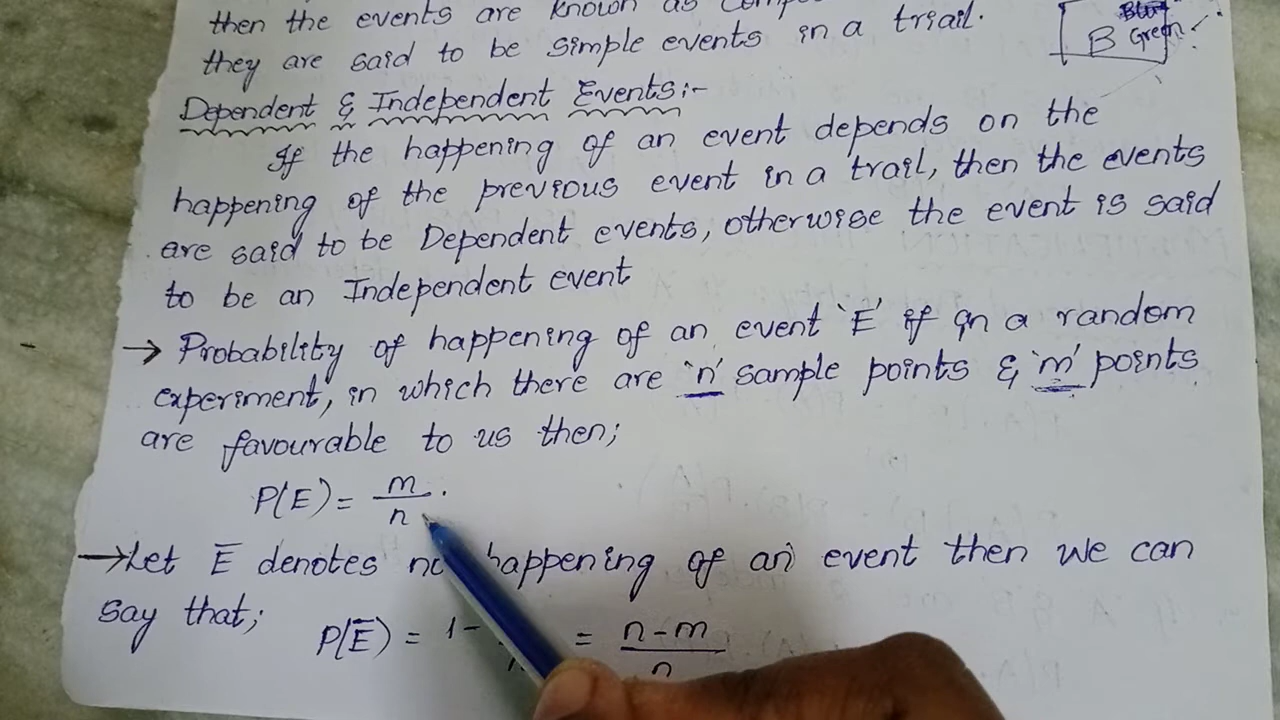 then the events are known as
they are said to be simple events in a trail.
B Green
Dependent & Independent Events:-
If the happening of an event depends on the
happening of the previous event in a trail, then the events
are said to be Dependent events, otherwise the event is said
to be an Independent event
→ Probability of happening of an event 'E' if in a random
experiment, in which there are 'n' sample points & 'm' points
are favourable to us then;
P(E) = m/n.
→ Let E̅ denotes happening of an event then we can
say that;
P(E̅) = 1- = n-m/n